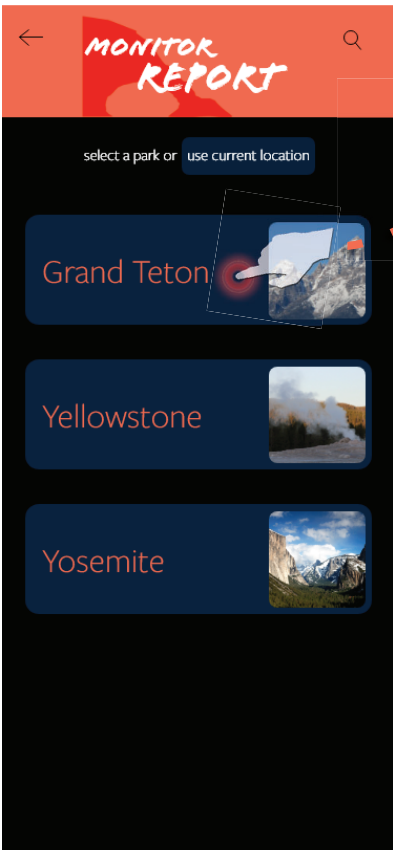 MONITOR
REPORT
select a park or use current location
Grand Teton
Yellowstone
Yosemite